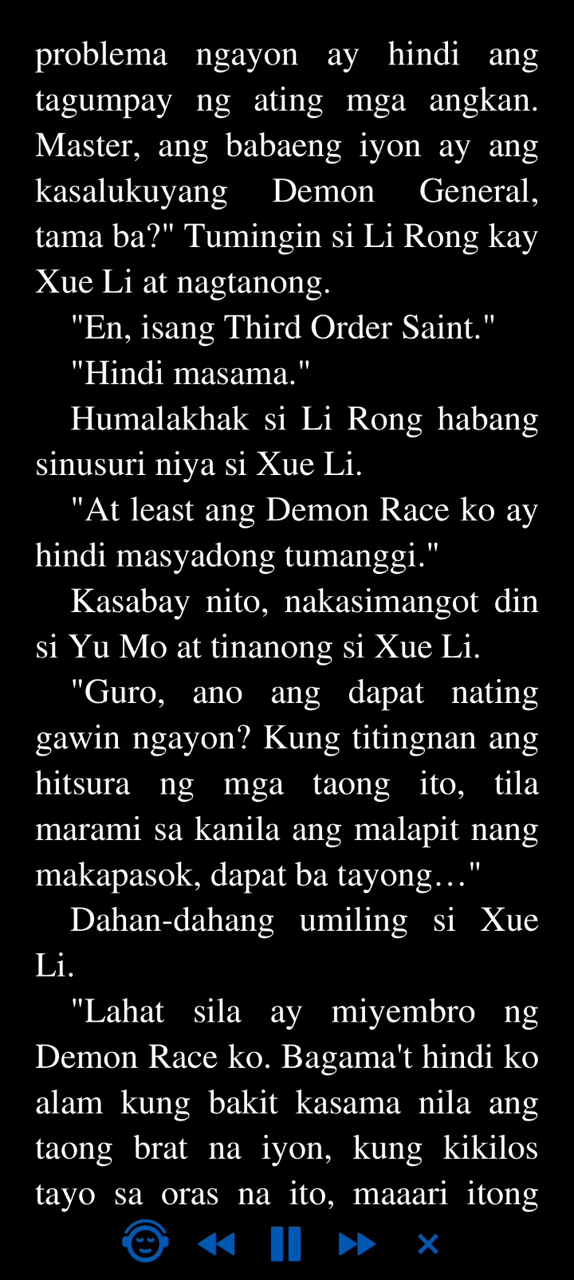 problema ngayon ay hindi ang
tagumpay ng ating mga angkan.
Master, ang babaeng iyon ay ang
kasalukuyang Demon General,
tama ba?" Tumingin si Li Rong kay
Xue Li at nagtanong.
"En, isang Third Order Saint."
"Hindi masama."
Humalakhak si Li Rong habang
sinusuri niya si Xue Li.
"At least ang Demon Race ko ay
hindi masyadong tumanggi."
Kasabay nito, nakasimangot din
si Yu Mo at tinanong si Xue Li.
"Guro, ano ang dapat nating
gawin ngayon? Kung titingnan ang
hitsura ng mga taong ito, tila
marami sa kanila ang malapit nang
makapasok, dapat ba tayong…"
Dahan-dahang umiling si Xue
Li.
"Lahat sila ay miyembro ng
Demon Race ko. Bagama't hindi ko
alam kung bakit kasama nila ang
taong brat na iyon, kung kikilos
tayo sa oras na ito, maaari itong